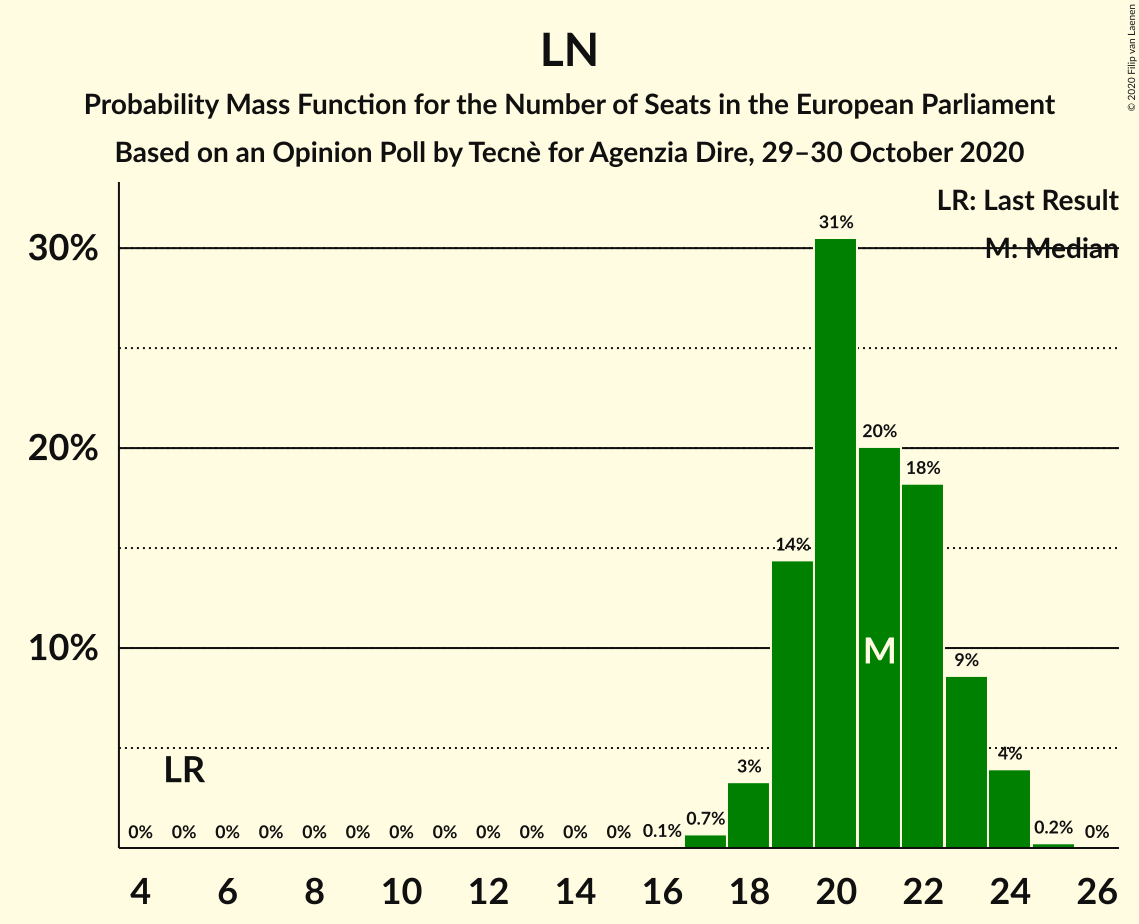 LN
Probability Mass Function for the Number of Seats in the European Parliament
Based on an Opinion Poll by Tecnè for Agenzia Dire, 29–30 October 2020
© 2020 Filip van Laenen
LR: Last Result
M: Median
30%
20%
10%
31%
20%
18%
14%
M
9%
LR
3%
4%
0% 0% 0% 0% 0% 0% 0% 0% 0% 0% 0% 0% 0.1% 0.7% 0.2% 0%
4 6 8 10 12 14 16 18 20 22 24 26